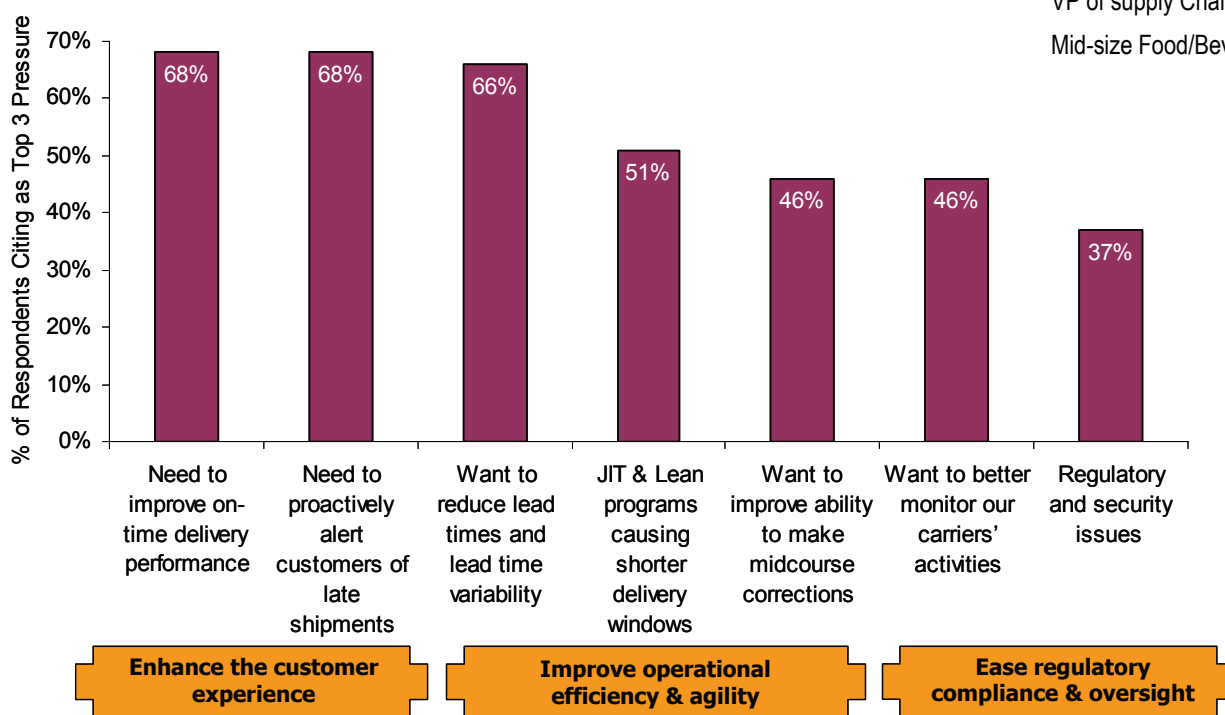 VP of supply
Mid-size
% of Respondents Citing as Top 3 Pressure
70%
60%
50%
40%
30%
20%
10%
0%
68%
68%
66%
51%
46%
46%
37%
Need to
improve on-
time delivery
performance
Need to
proactively
alert
customers of
late
shipments
Want to
reduce lead
times and
lead time
variability
JIT & Lean
programs
causing
shorter
delivery
windows
Want to
improve ability
to make
midcourse
corrections
Want to better
monitor our
carriers'
activities
Regulatory
and security
issues
Enhance the customer
experience
Improve operational
efficiency & agility
Ease regulatory
compliance & oversight